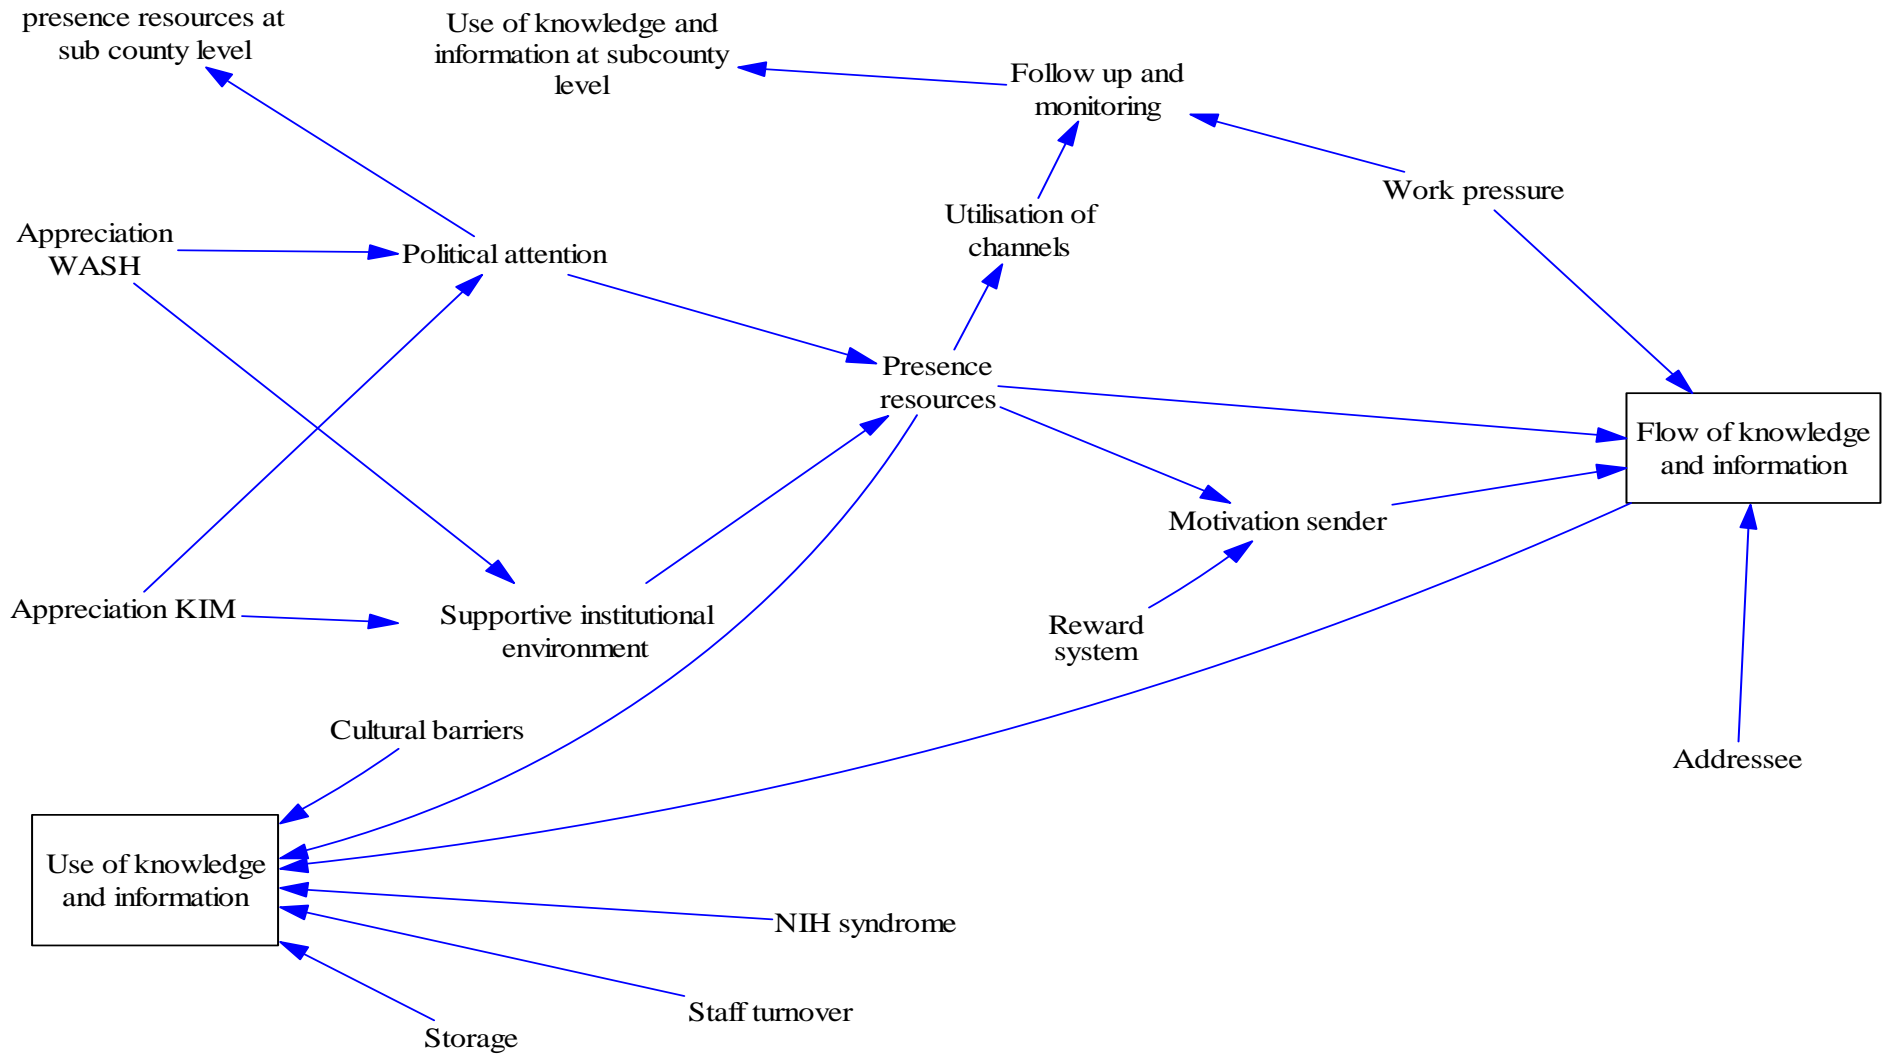 presence resources at
sub county level
Use of knowledge and
information at subcounty
level
Follow up and
monitoring
Work pressure
Utilisation of
channels
Appreciation
WASH
Political attention
Presence
resources
Flow of knowledge
and information
Motivation sender
Appreciation KIM
Supportive institutional
environment
Reward
system
Cultural barriers
Addressee
Use of knowledge
and information
NIH syndrome
Staff turnover
Storage